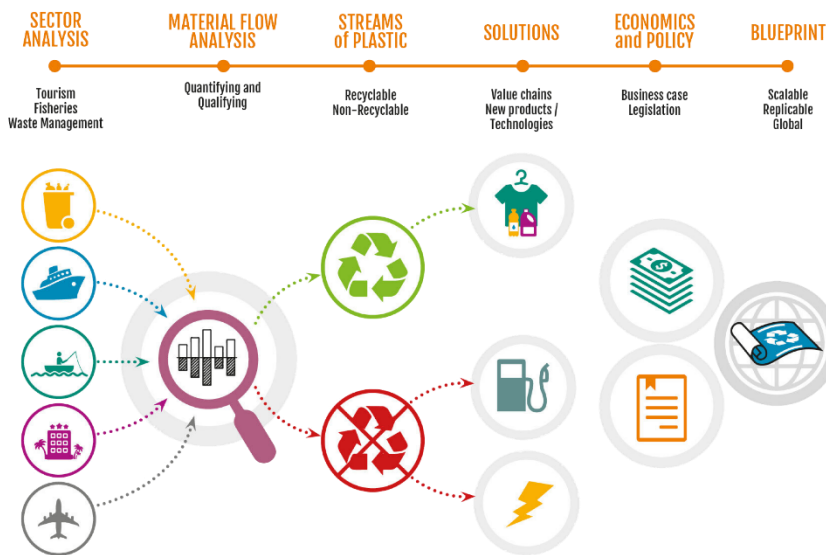 SECTOR
ANALYSIS
Tourism
Fisheries
Waste Management
MATERIAL FLOW
ANALYSIS
Quantifying and
Qualifying
STREAMS
of PLASTIC
Recyclable
Non-Recyclable
SOLUTIONS
Value chains
New products /
Technologies
ECONOMICS
and POLICY
Business case
Legislation
BLUEPRINT
Scalable
Replicable
Global